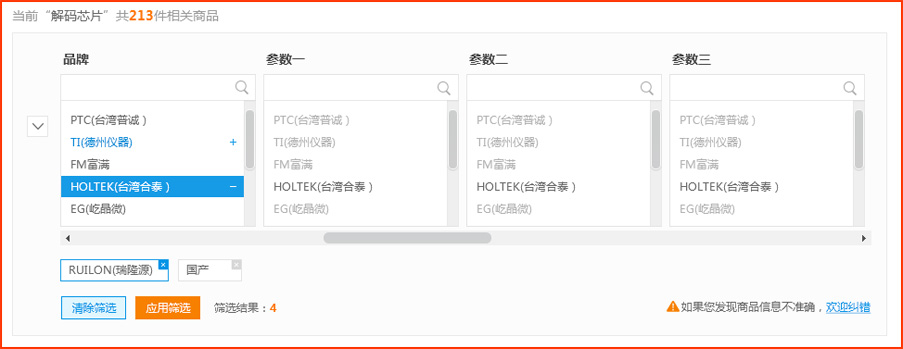 当前“解码芯片”共213件相关商品
品牌 参数一 参数二 参数三
PTC(台湾普诚) PTC(台湾普诚) PTC(台湾普诚) PTC(台湾普诚)
TI(德州仪器) + TI(德州仪器) TI(德州仪器) TI(德州仪器)
FM富满 FM富满 FM富满 FM富满
HOLTEK(台湾合泰) − HOLTEK(台湾合泰) HOLTEK(台湾合泰) HOLTEK(台湾合泰)
EG(屹晶微) EG(屹晶微) EG(屹晶微) EG(屹晶微)
RUILON(瑞隆源) 国产
清除筛选 应用筛选 筛选结果：4 如果您发现商品信息不准确，欢迎纠错